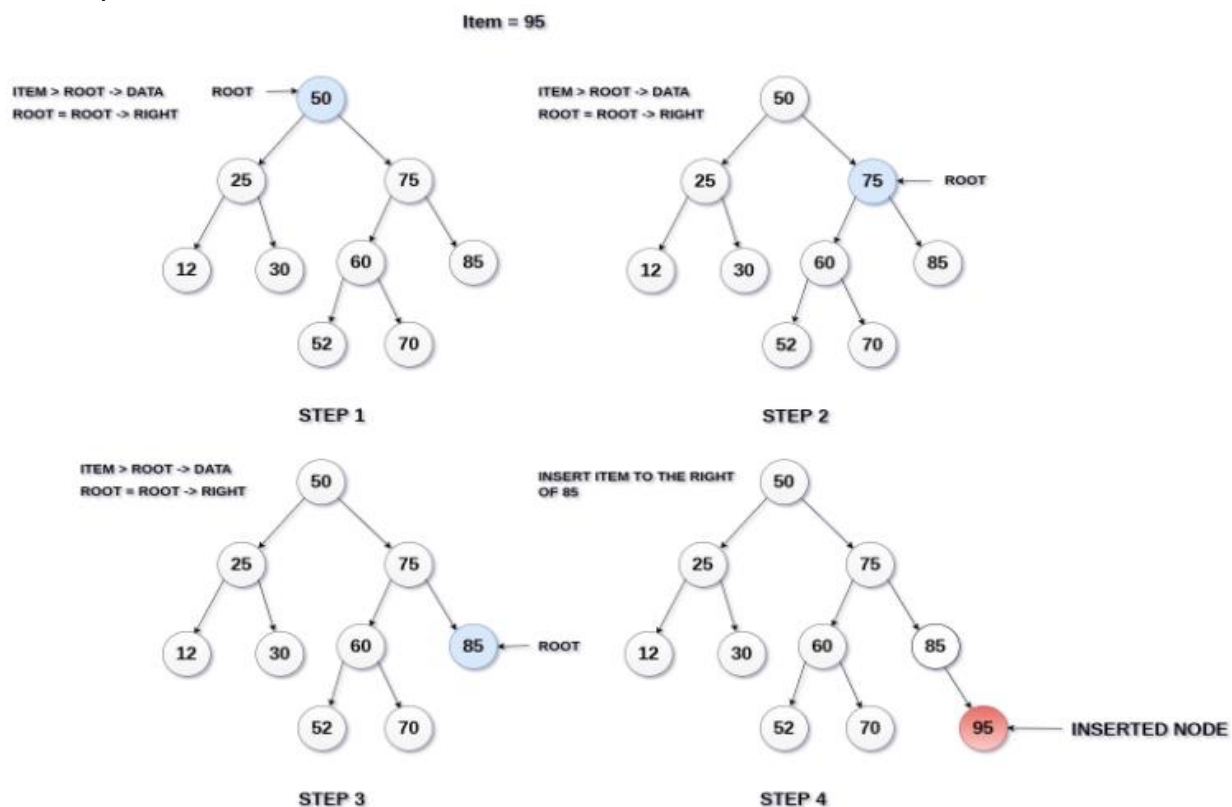 Item = 95
ITEM > ROOT -> DATA
ROOT = ROOT -> RIGHT
ROOT
50
25
75
12
30
60
85
52
70
STEP 1
ITEM > ROOT -> DATA
ROOT = ROOT -> RIGHT
50
25
75
ROOT
12
30
60
85
52
70
STEP 2
ITEM > ROOT -> DATA
ROOT = ROOT -> RIGHT
50
25
75
12
30
60
85
ROOT
52
70
STEP 3
INSERT ITEM TO THE RIGHT
OF 85
50
25
75
12
30
60
85
52
70
95
INSERTED NODE
STEP 4